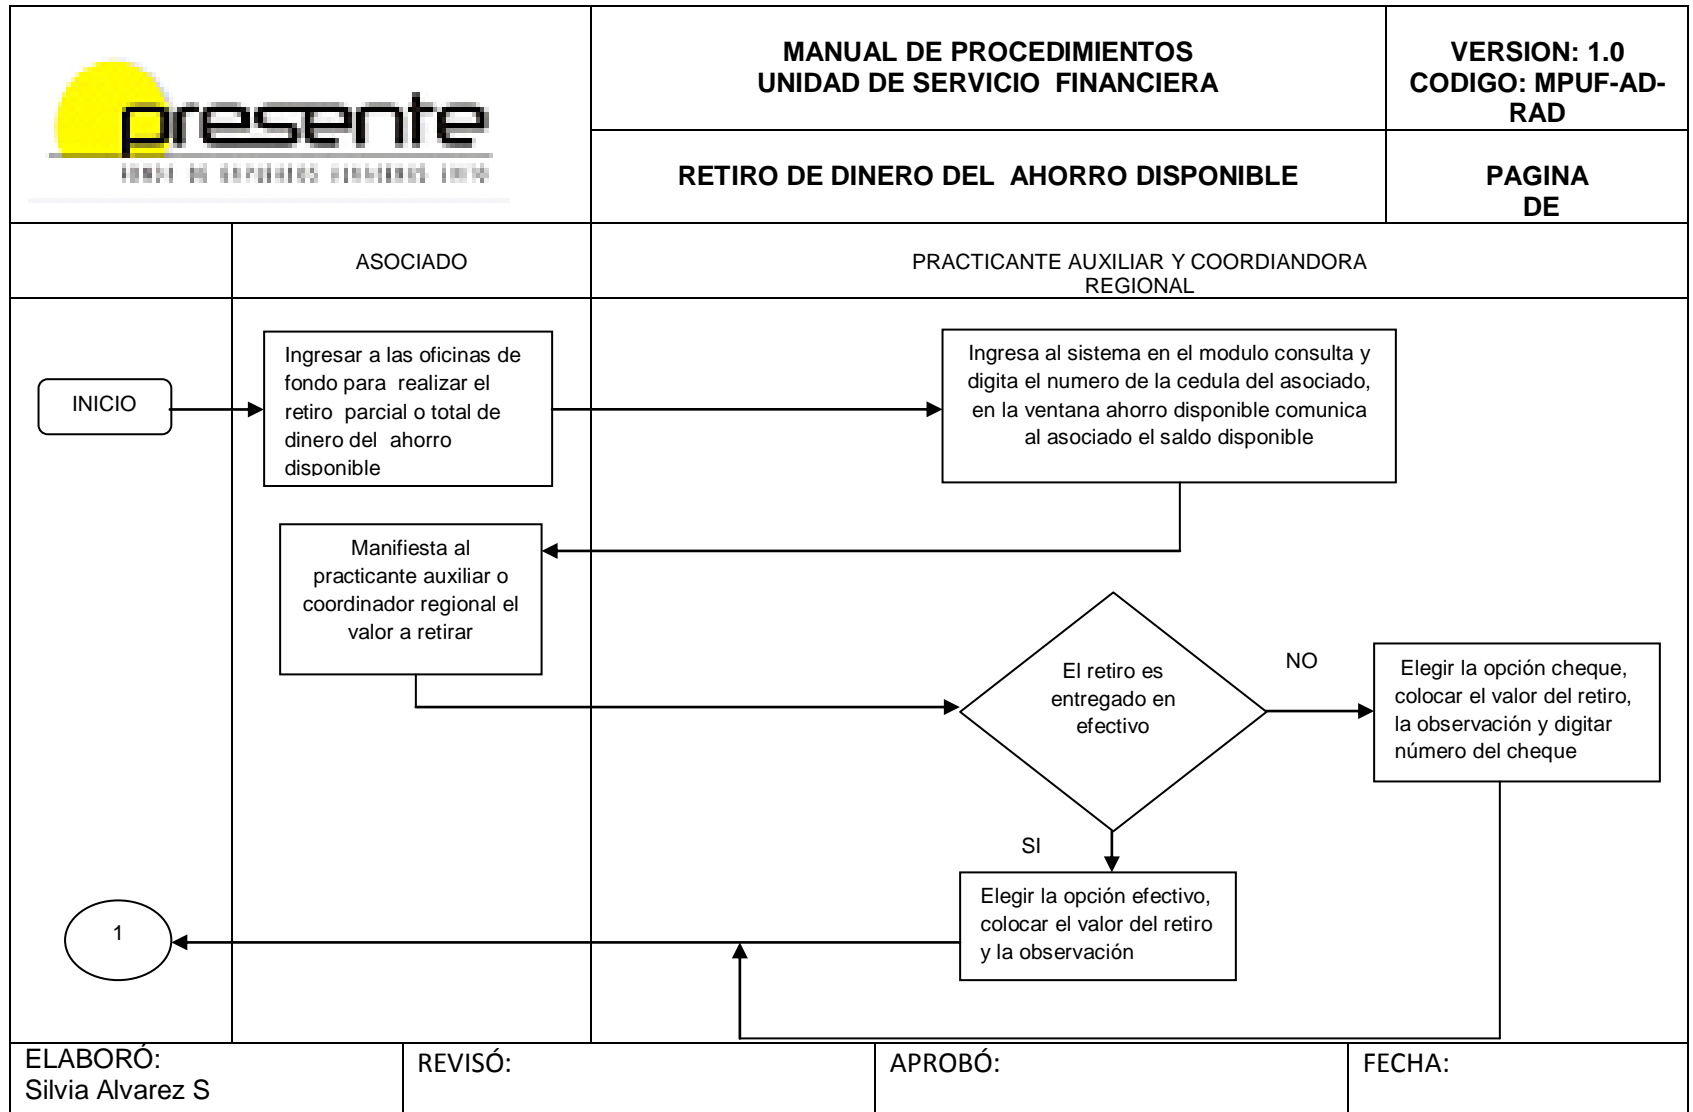 presente
FONDO DE EMPLEADOS ALMACENES EXITO
MANUAL DE PROCEDIMIENTOS
UNIDAD DE SERVICIO FINANCIERA
VERSION: 1.0
CODIGO: MPUF-AD-
RAD
RETIRO DE DINERO DEL AHORRO DISPONIBLE
PAGINA
DE
ASOCIADO
PRACTICANTE AUXILIAR Y COORDIANDORA
REGIONAL
INICIO
Ingresar a las oficinas de
fondo para realizar el
retiro parcial o total de
dinero del ahorro
disponible
Ingresa al sistema en el modulo consulta y
digita el numero de la cedula del asociado,
en la ventana ahorro disponible comunica
al asociado el saldo disponible
Manifiesta al
practicante auxiliar o
coordinador regional el
valor a retirar
El retiro es
entregado en
efectivo
NO
Elegir la opción cheque,
colocar el valor del retiro,
la observación y digitar
número del cheque
SI
Elegir la opción efectivo,
colocar el valor del retiro
y la observación
1
ELABORÓ:
Silvia Alvarez S
REVISÓ:
APROBÓ:
FECHA: